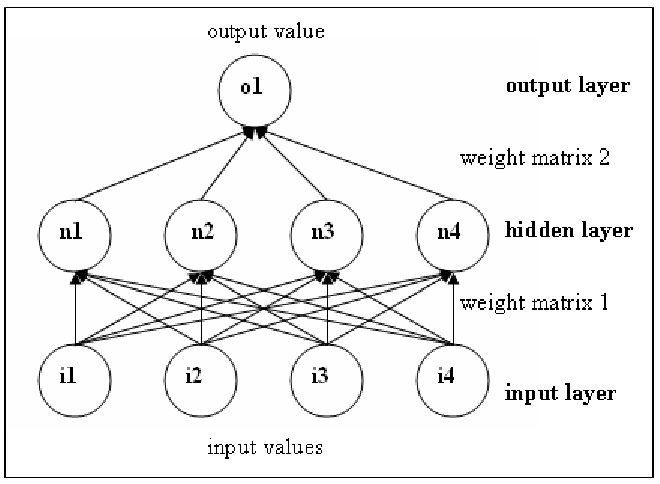 output value
o1
output layer
weight matrix 2
n1 n2 n3 n4
hidden layer
weight matrix 1
i1 i2 i3 i4
input layer
input values